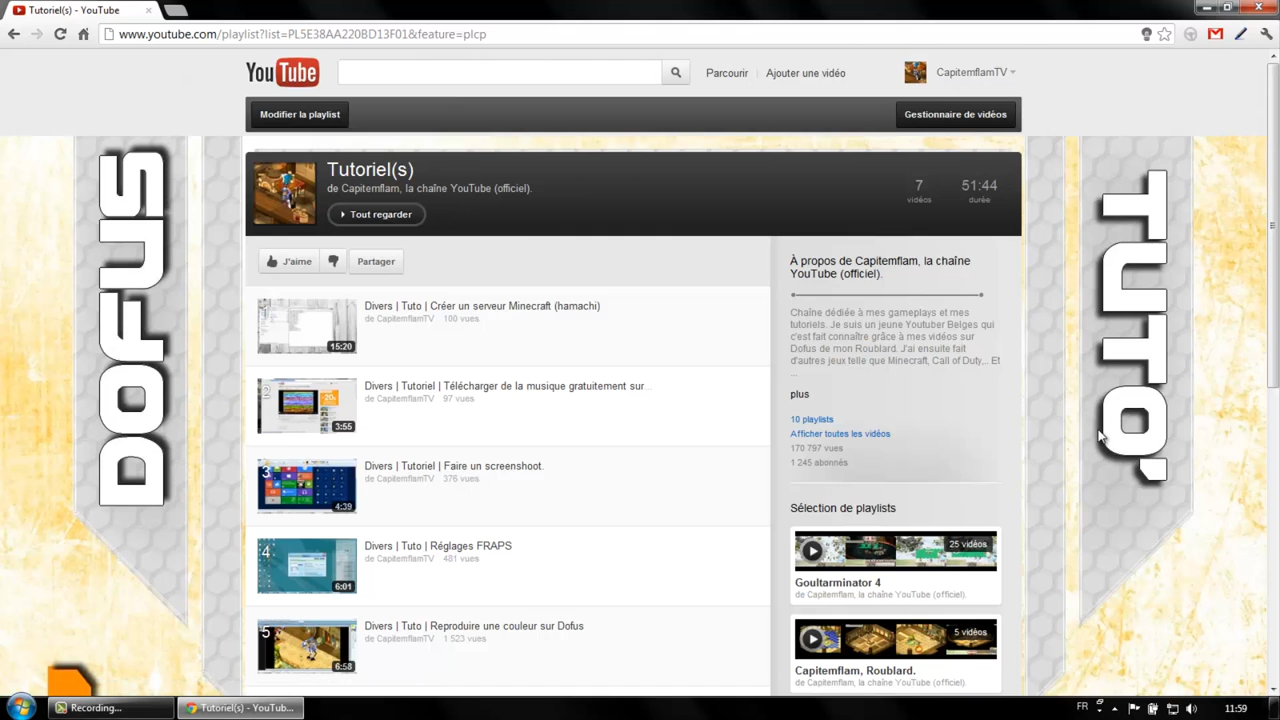 Tutoriel(s) - YouTube
www.youtube.com/playlist?list=PL5E38AA220BD13F01&feature=plcp
YouTube
Parcourir | Ajouter une vidéo
CapitemflamTV
Modifier la playlist
Gestionnaire de vidéos
DOFUS
TUTO,
Tutoriel(s)
de Capitemflam, la chaîne YouTube (officiel).
Tout regarder
7
vidéos
51:44
durée
J'aime
Partager
Divers | Tuto | Créer un serveur Minecraft (hamachi)
de CapitemflamTV 100 vues
15:20
Divers | Tutoriel | Télécharger de la musique gratuitement sur...
de CapitemflamTV 97 vues
3:55
3
Divers | Tutoriel | Faire un screenshoot.
de CapitemflamTV 376 vues
4:39
4
Divers | Tuto | Réglages FRAPS
de CapitemflamTV 481 vues
6:01
5
Divers | Tuto | Reproduire une couleur sur Dofus
de CapitemflamTV 1 523 vues
6:58
À propos de Capitemflam, la chaîne
YouTube (officiel).
Chaîne dédiée à mes gameplays et mes
tutoriels. Je suis un jeune Youtuber Belges qui
c'est fait connaître grâce à mes vidéos sur
Dofus de mon Roublard. J'ai ensuite fait
d'autres jeux telle que Minecraft, Call of Duty,.. Et
...
plus
10 playlists
Afficher toutes les vidéos
170 797 vues
1 245 abonnés
Sélection de playlists
25 vidéos
Goultarminator 4
de Capitemflam, la chaîne YouTube (officiel).
5 vidéos
Capitemflam, Roublard.
de Capitemflam, la chaîne YouTube (officiel).
Recording...
Tutoriel(s) - YouTub...
FR
11:59